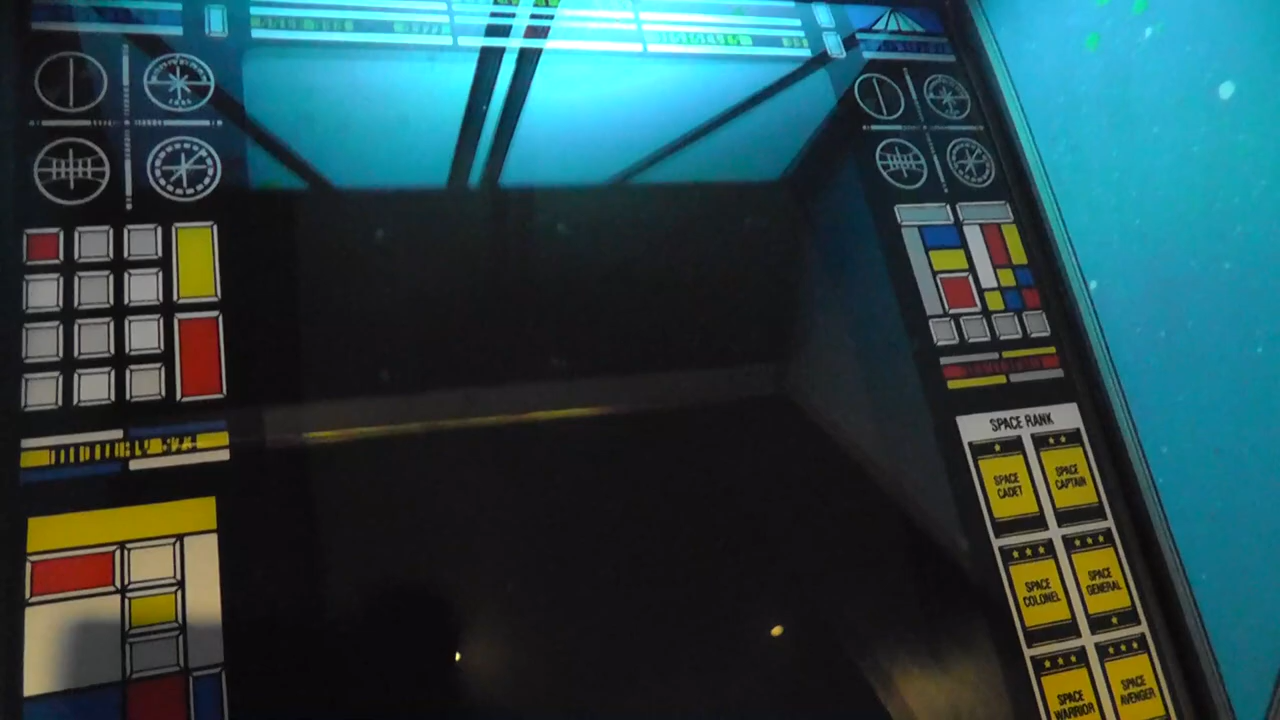 SPACE RANK
SPACE
CADET
SPACE
CAPTAIN
SPACE
COLONEL
SPACE
GENERAL
SPACE
WARRIOR
SPACE
AVENGER